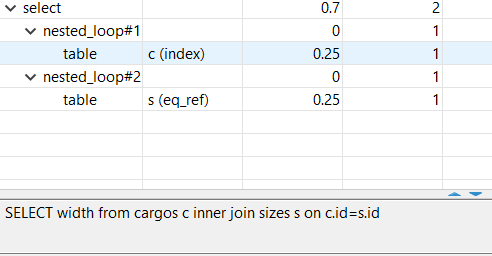 select 0.7 2
nested_loop#1 0 1
table c (index) 0.25 1
nested_loop#2 0 1
table s (eq_ref) 0.25 1
SELECT width from cargos c inner join sizes s on c.id=s.id